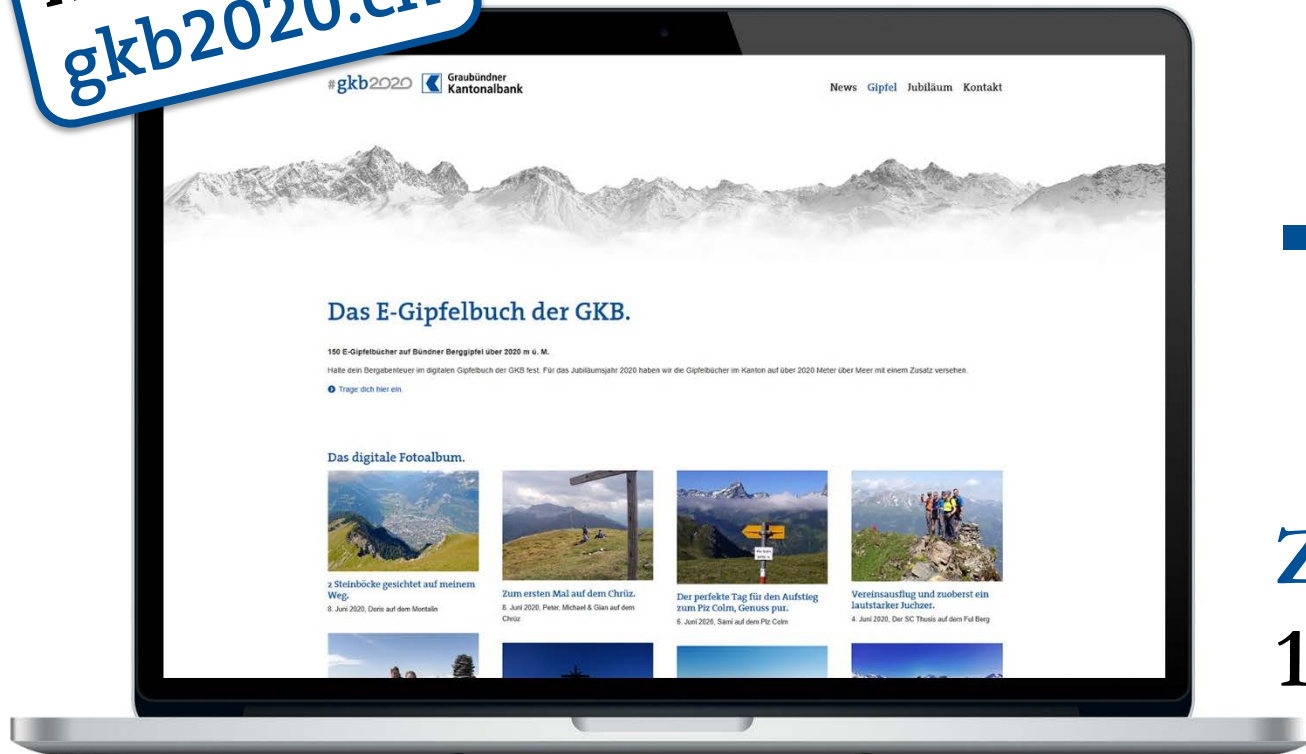 gkb2020.ch
#gkb2020 Graubündner Kantonalbank
News Gipfel Jubiläum Kontakt
Das E-Gipfelbuch der GKB.
150 E-Gipfelbücher auf Bündner Berggipfel über 2020 m ü. M.
Halte dein Bergabenteuer im digitalen Gipfelbuch der GKB fest. Für das Jubiläumsjahr 2020 haben wir die Gipfelbücher im Kanton auf über 2020 Meter über Meer mit einem Zusatz versehen.
Trage dich hier ein.
Das digitale Fotoalbum.
2 Steinböcke gesichtet auf meinem
Weg.
8. Juni 2020, Doris auf dem Montalin
Zum ersten Mal auf dem Chrüz.
8. Juni 2020, Peter, Michael & Gian auf dem
Chrüz
Der perfekte Tag für den Aufstieg
zum Piz Colm, Genuss pur.
6. Juni 2020, Sämi auf dem Piz Colm
Vereinsausflug und zuoberst ein
lautstarker Juchzer.
4. Juni 2020, Der SC Thusis auf dem Ful Berg
Z
1